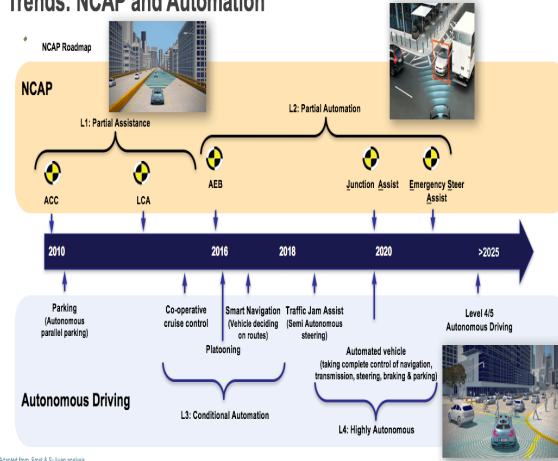 Trends: NCAP and Automation
NCAP Roadmap
NCAP
L1: Partial Assistance
L2: Partial Automation
ACC
LCA
AEB
Junction Assist
Emergency Steer
Assist
2010
2016
2018
2020
>2025
Parking
(Autonomous
parallel parking)
Co-operative
cruise control
Platooning
Smart Navigation
(Vehicle deciding
on routes)
Traffic Jam Assist
(Semi Autonomous
steering)
Automated vehicle
(taking complete control of navigation,
transmission, steering, braking & parking)
Level 4/5
Autonomous Driving
Autonomous Driving
L3: Conditional Automation
L4: Highly Autonomous
Adapted from
analysis